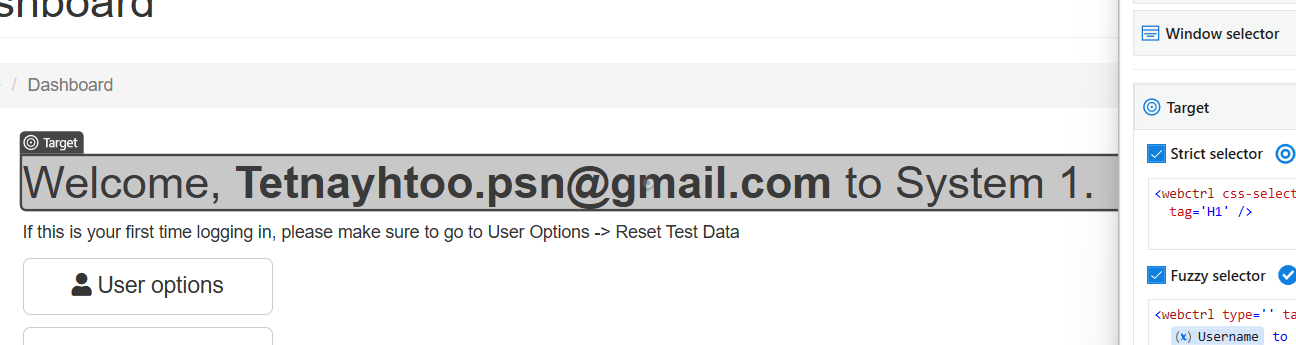 Window selector
/ Dashboard
Target
Target
Welcome, Tetnayhtoo.psn@gmail.com to System 1.
Strict selector
<webctrl css-select
tag='H1' />
If this is your first time logging in, please make sure to go to User Options -> Reset Test Data
User options
Fuzzy selector
<webctrl type='' ta
(x) Username to